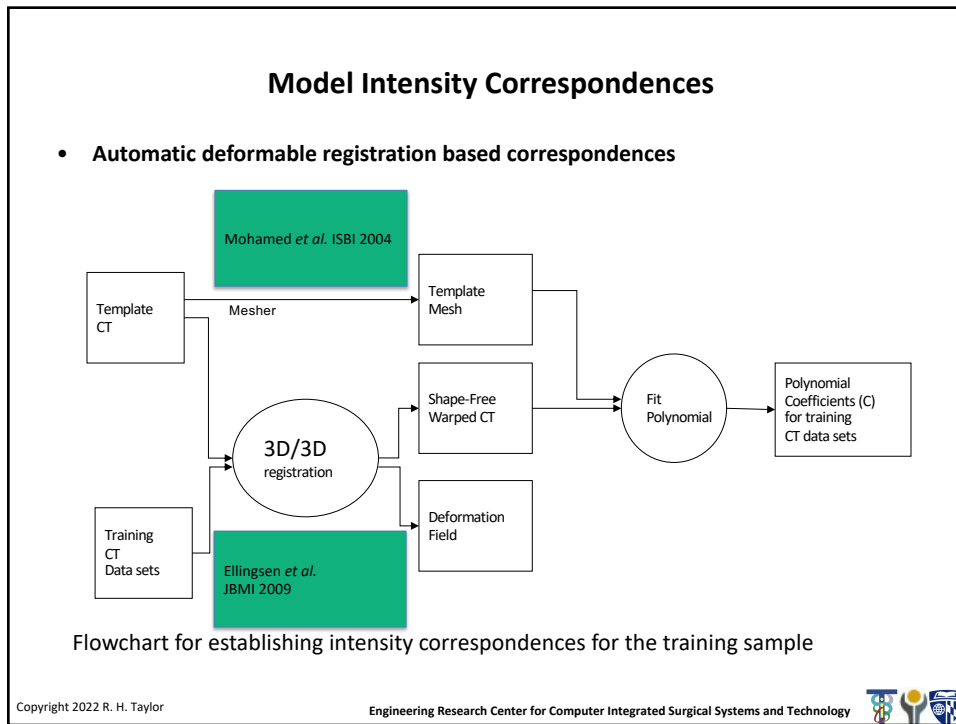 Model Intensity Correspondences
• Automatic deformable registration based correspondences
Mohamed et al. ISBI 2004
Template
CT
Mesher
Template
Mesh
Shape-Free
Warped CT
Fit
Polynomial
Polynomial
Coefficients (C)
for training
CT data sets
3D/3D
registration
Training
CT
Data sets
Deformation
Field
Ellingsen et al.
JBMI 2009
Flowchart for establishing intensity correspondences for the training sample
Copyright 2022 R. H. Taylor
Engineering Research Center for Computer Integrated Surgical Systems and Technology